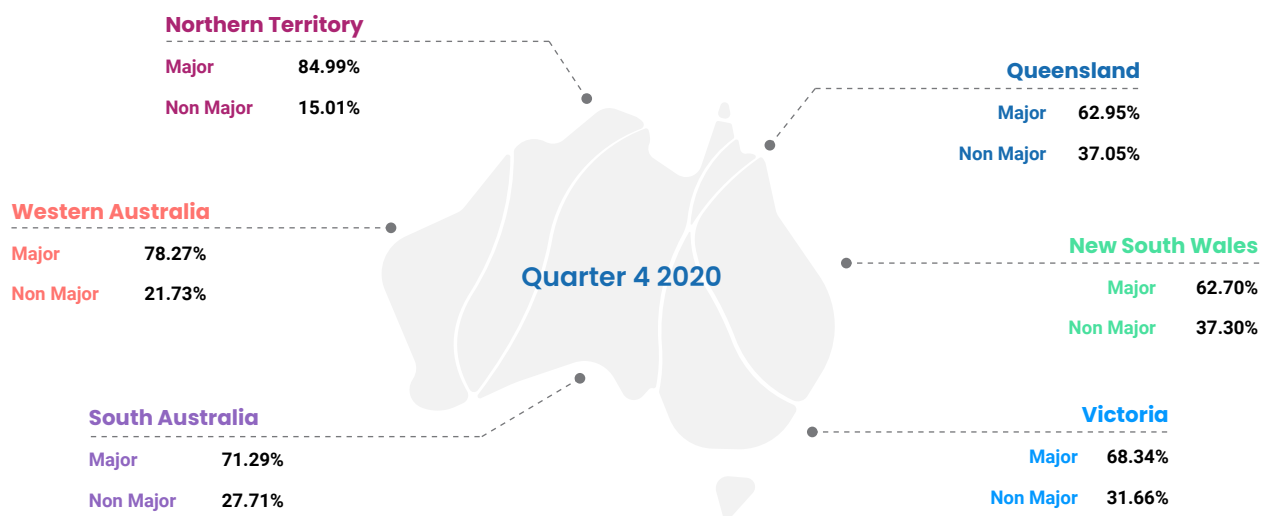 Northern Territory
Major 84.99%
Non Major 15.01%
Queensland
Major 62.95%
Non Major 37.05%
Western Australia
Major 78.27%
Non Major 21.73%
New South Wales
Major 62.70%
Non Major 37.30%
Quarter 4 2020
South Australia
Major 71.29%
Non Major 27.71%
Victoria
Major 68.34%
Non Major 31.66%